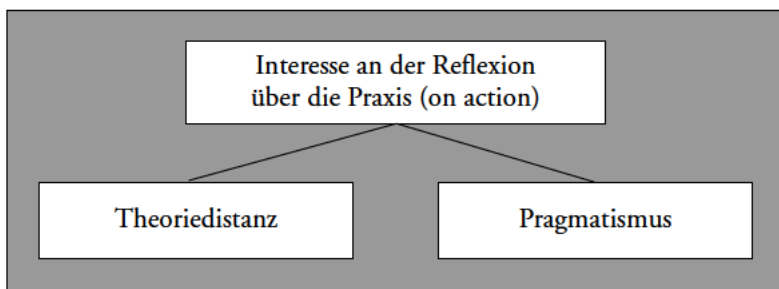 Interesse an der Reflexion
über die Praxis (on action)
Theoriedistanz
Pragmatismus